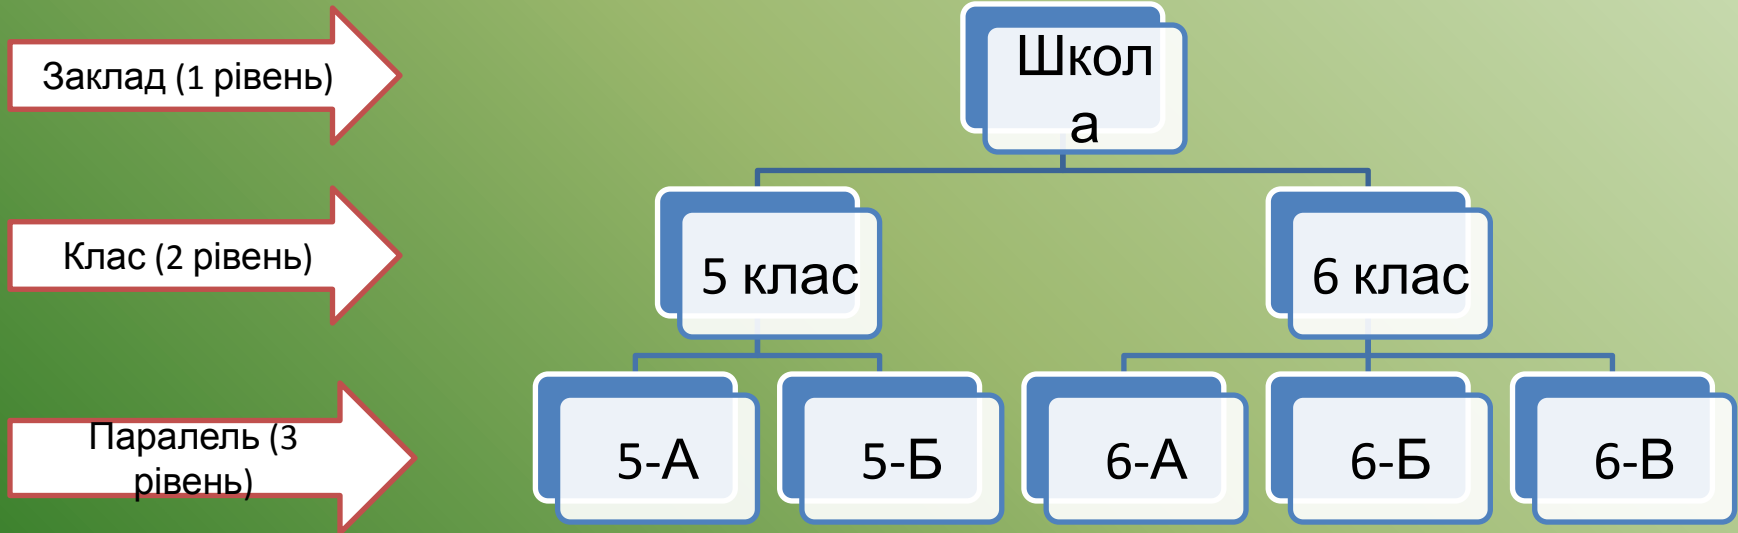 Заклад (1 рівень)
Школ
а
Клас (2 рівень)
5 клас
6 клас
Паралель (3
рівень)
5-А
5-Б
6-А
6-Б
6-В